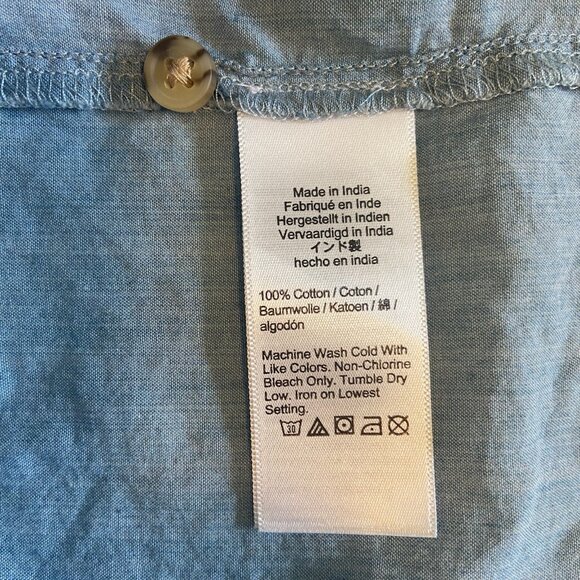 Made in India
Fabriqué en Inde
Hergestellt in Indien
Vervaardigd in India
インド製
hecho en india
100% Cotton / Coton /
Baumwolle / Katoen / 綿 /
algodón
Machine Wash Cold With
Like Colors. Non-Chlorine
Bleach Only. Tumble Dry
Low. Iron on Lowest
Setting.
30